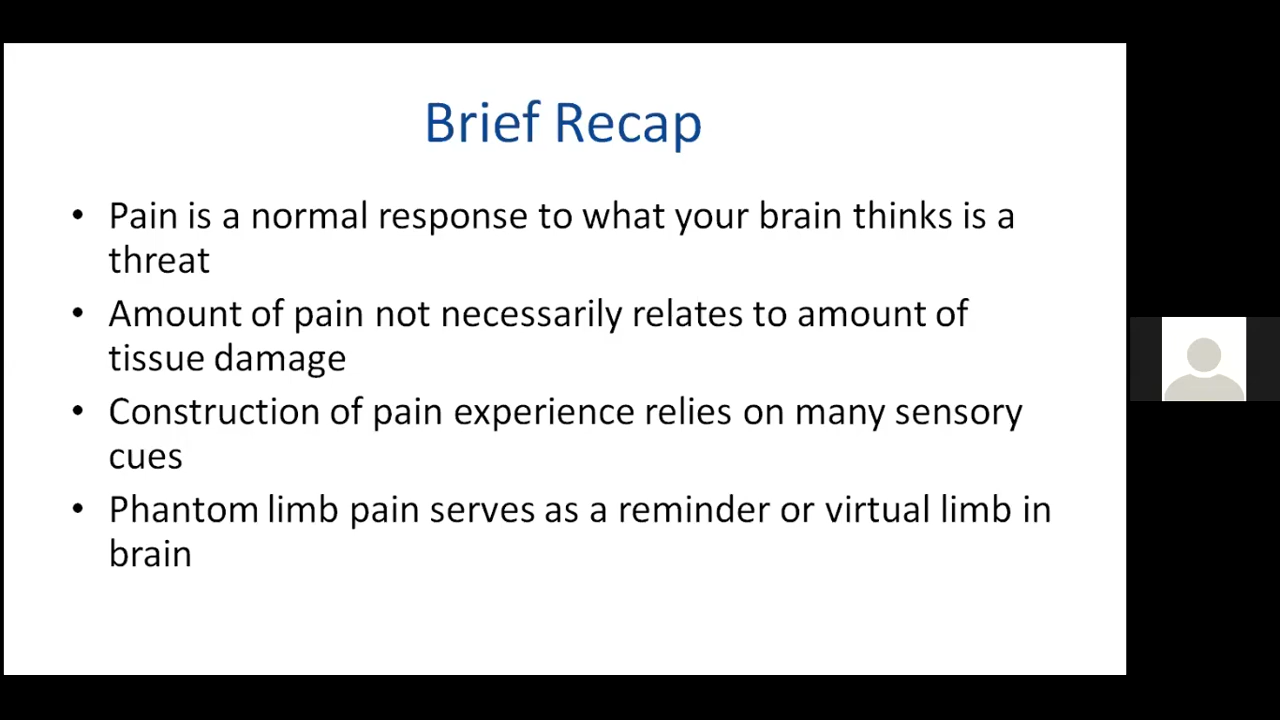 Brief Recap
• Pain is a normal response to what your brain thinks is a
threat
• Amount of pain not necessarily relates to amount of
tissue damage
• Construction of pain experience relies on many sensory
cues
• Phantom limb pain serves as a reminder or virtual limb in
brain